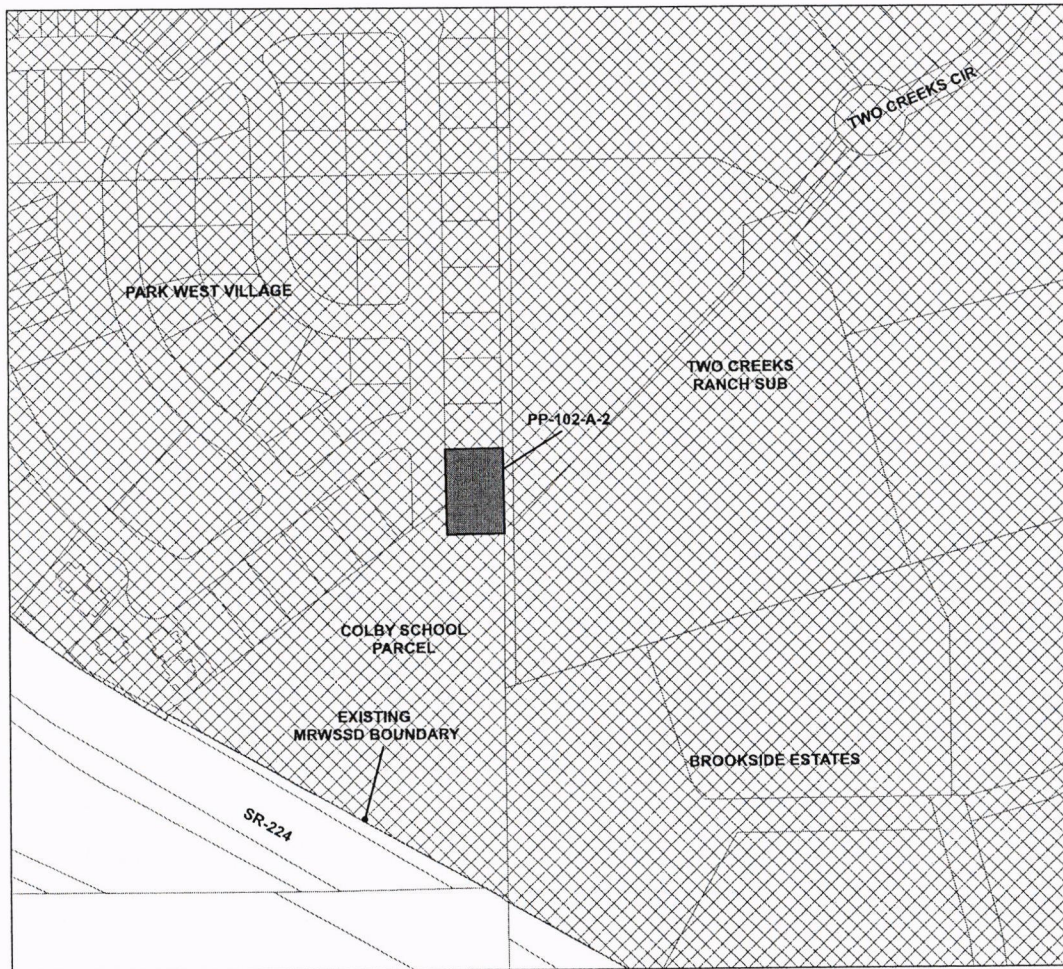 TWO CREEKS CIR
PARK WEST VILLAGE
TWO CREEKS
RANCH SUB
PP-102-A-2
COLBY SCHOOL
PARCEL
EXISTING
MRWSSD BOUNDARY
BROOKSIDE ESTATES
SR-224